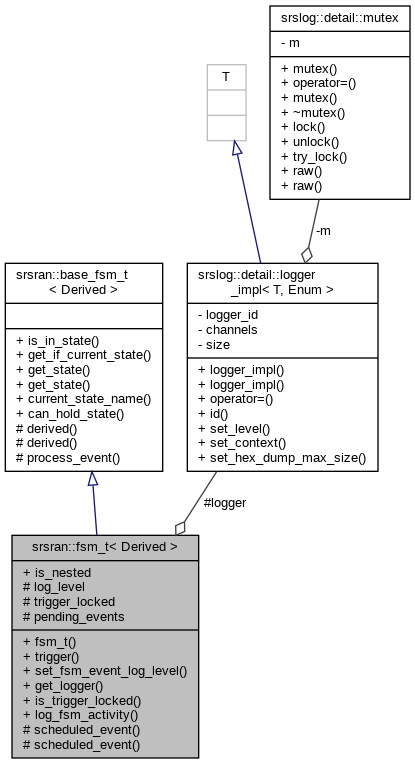 srslog::detail::mutex
- m
+ mutex()
+ operator=()
+ mutex()
+ ~mutex()
+ lock()
+ unlock()
+ try_lock()
+ raw()
+ raw()
T
-m
srsran::base_fsm_t
< Derived >
+ is_in_state()
+ get_if_current_state()
+ get_state()
+ get_state()
+ current_state_name()
+ can_hold_state()
# derived()
# derived()
# process_event()
srslog::detail::logger
_impl< T, Enum >
- logger_id
- channels
- size
+ logger_impl()
+ logger_impl()
+ operator=()
+ id()
+ set_level()
+ set_context()
+ set_hex_dump_max_size()
#logger
srsran::fsm_t< Derived >
+ is_nested
# log_level
# trigger_locked
# pending_events
+ fsm_t()
+ trigger()
+ set_fsm_event_log_level()
+ get_logger()
+ is_trigger_locked()
+ log_fsm_activity()
# scheduled_event()
# scheduled_event()